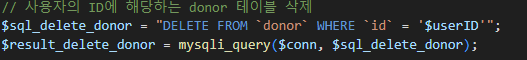 // 사용자의 ID에 해당하는 donor 테이블 삭제
$sql_delete_donor = "DELETE FROM `donor` WHERE `id` = '$userID'";
$result_delete_donor = mysqli_query($conn, $sql_delete_donor);